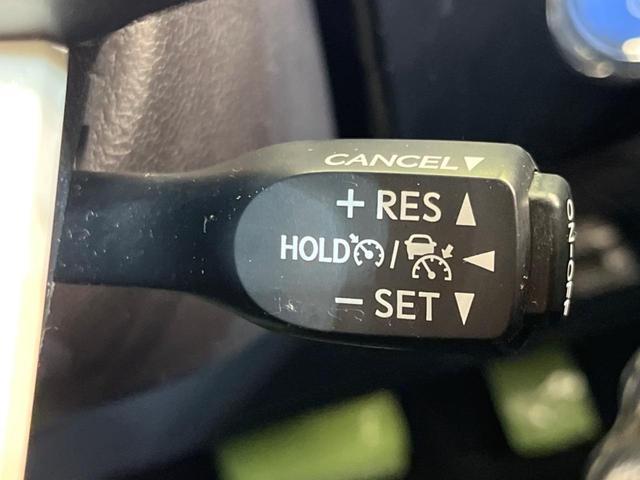 CANCEL▼
+ RES ▲
HOLD / ◀
− SET ▼
ON-OFF